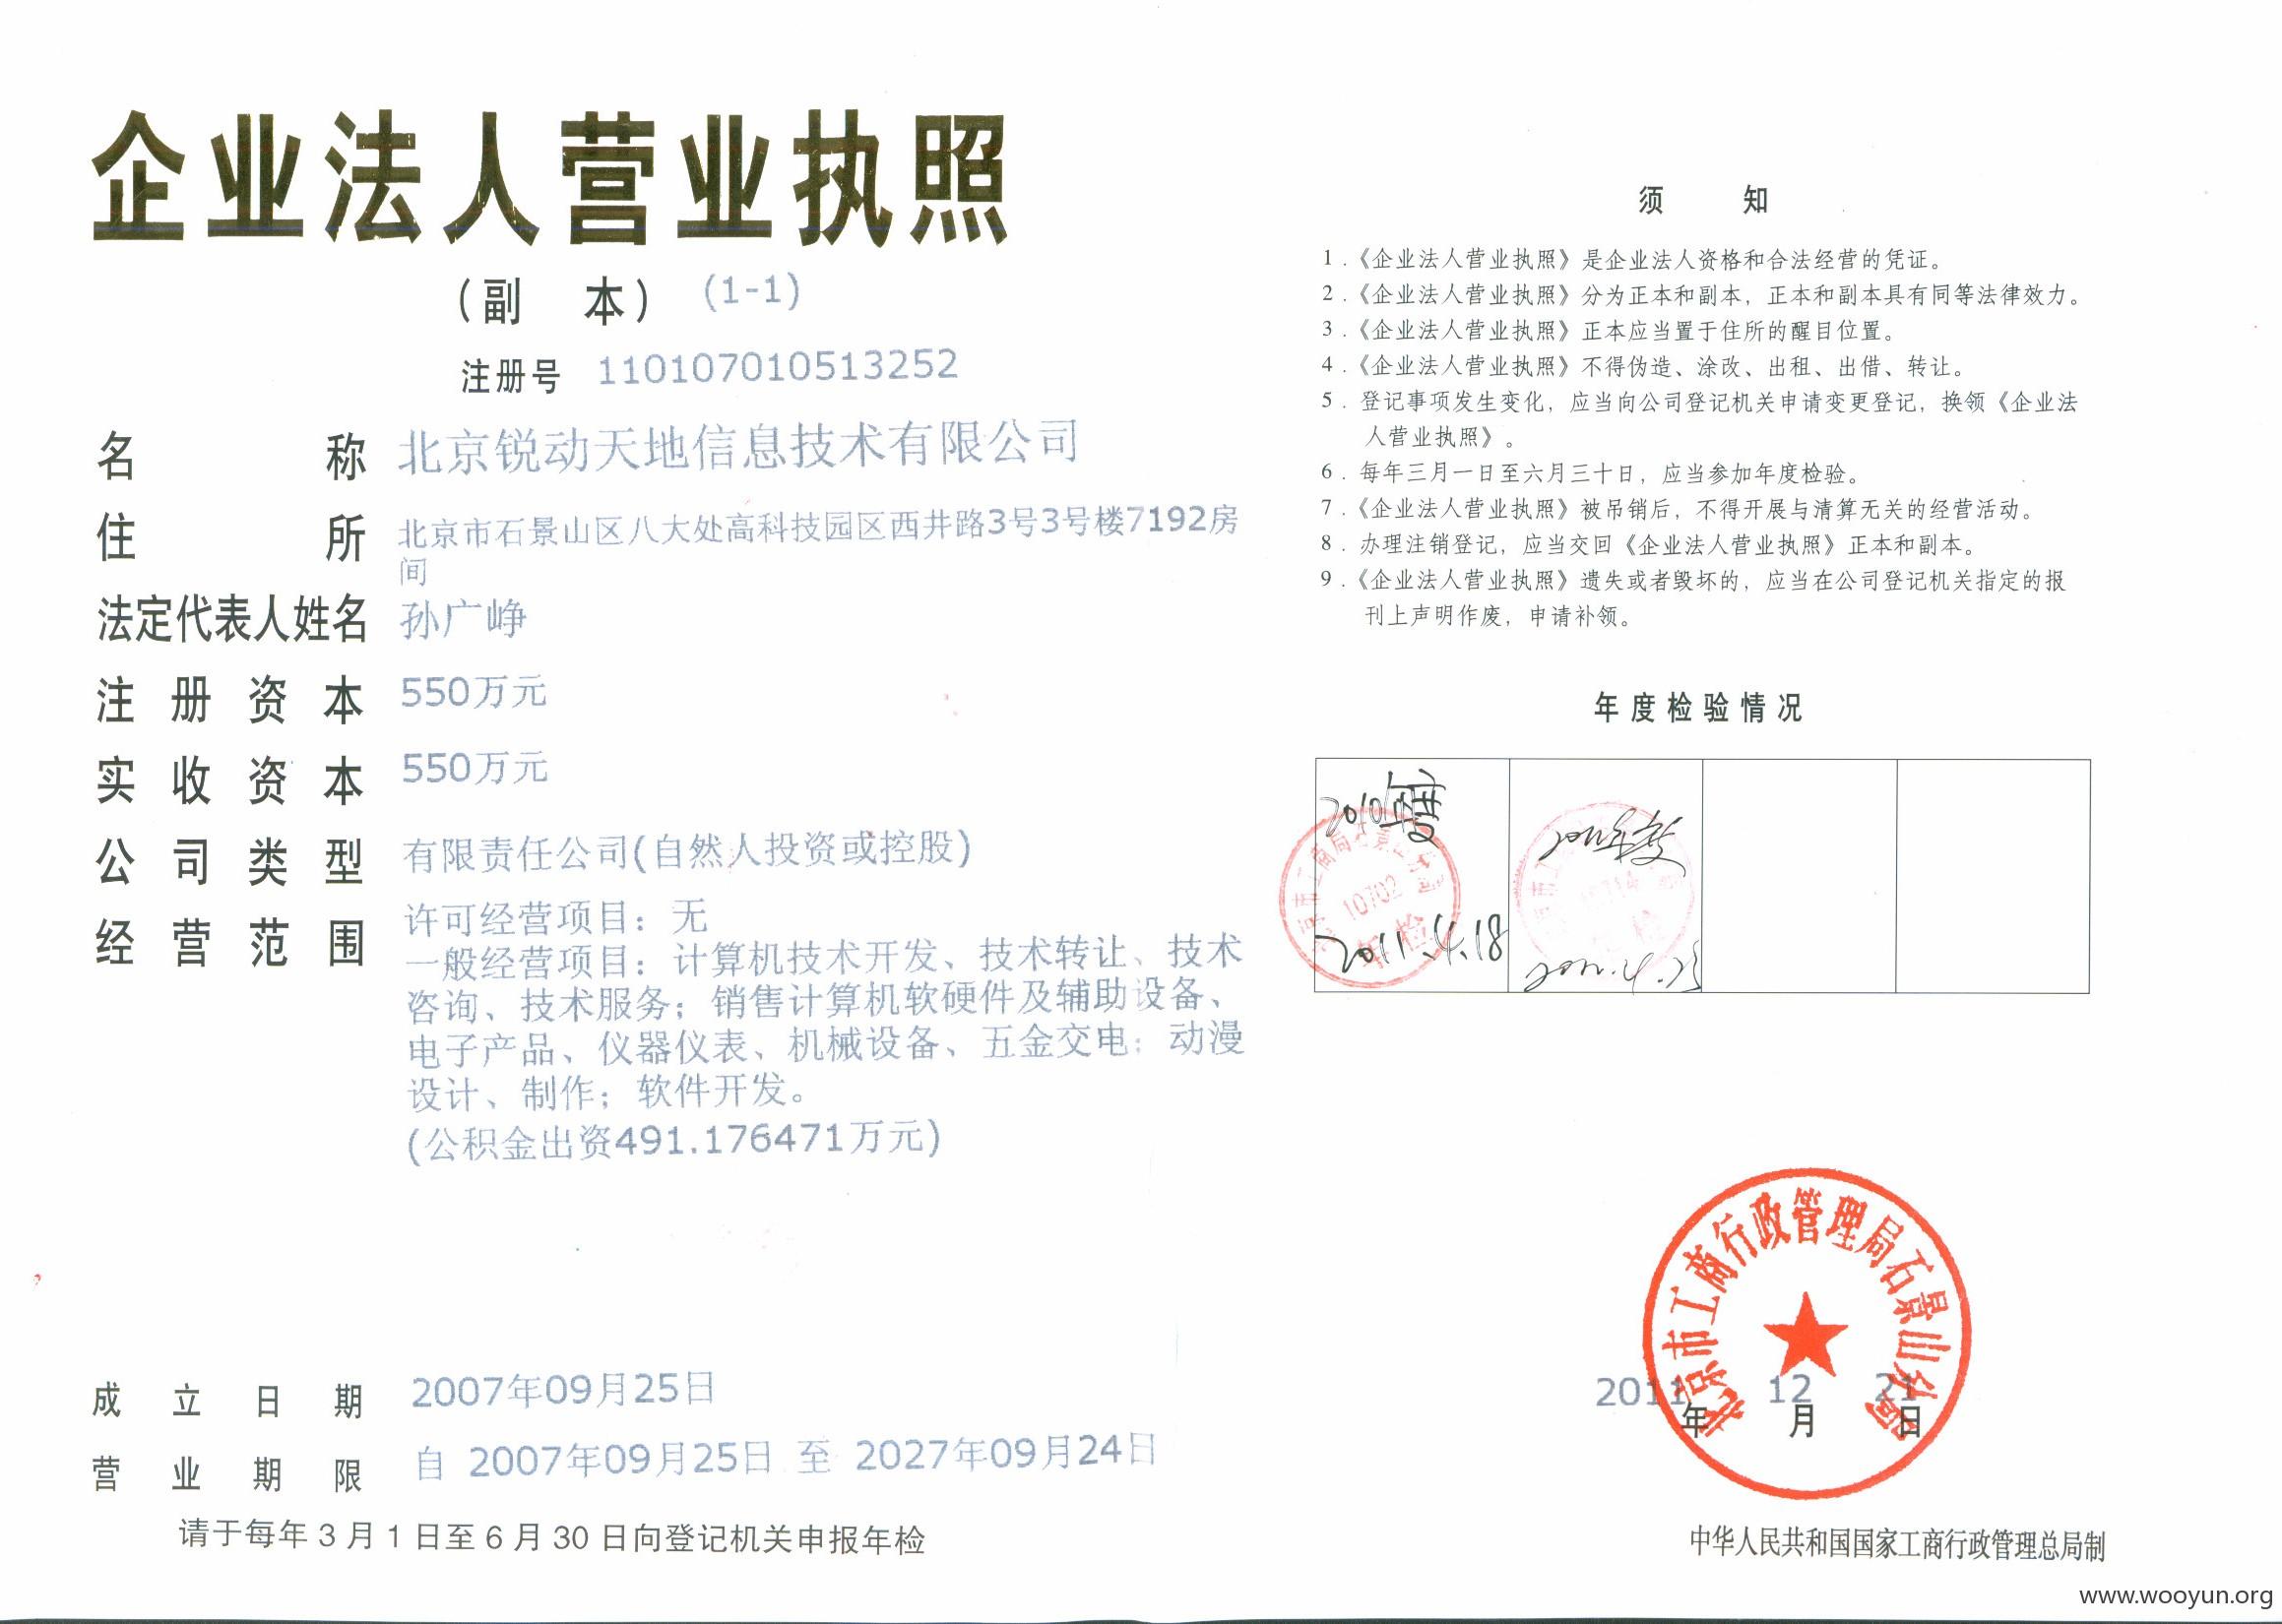 企业法人营业执照
（副 本） (1-1)
注册号 110107010513252
名 称 北京锐动天地信息技术有限公司
住 所 北京市石景山区八大处高科技园区西井路3号3号楼7192房
间
法定代表人姓名 孙广峥
注册资本 550万元
实收资本 550万元
公司类型 有限责任公司(自然人投资或控股)
经营范围 许可经营项目：无
一般经营项目：计算机技术开发、技术转让、技术
咨询、技术服务；销售计算机软硬件及辅助设备、
电子产品、仪器仪表、机械设备、五金交电；动漫
设计、制作；软件开发。
(公积金出资491.176471万元)
成立日期 2007年09月25日
营业期限 自 2007年09月25日 至 2027年09月24日
请于每年3月1日至6月30日向登记机关申报年检
须 知
1．《企业法人营业执照》是企业法人资格和合法经营的凭证。
2．《企业法人营业执照》分为正本和副本，正本和副本具有同等法律效力。
3．《企业法人营业执照》正本应当置于住所的醒目位置。
4．《企业法人营业执照》不得伪造、涂改、出租、出借、转让。
5．登记事项发生变化，应当向公司登记机关申请变更登记，换领《企业法
人营业执照》。
6．每年三月一日至六月三十日，应当参加年度检验。
7．《企业法人营业执照》被吊销后，不得开展与清算无关的经营活动。
8．办理注销登记，应当交回《企业法人营业执照》正本和副本。
9．《企业法人营业执照》遗失或者毁坏的，应当在公司登记机关指定的报
刊上声明作废，申请补领。
年度检验情况
2010年度
10702
年检
2011.4.18
北京市工商行政管理局石景山分局
2011年12月21日
中华人民共和国国家工商行政管理总局制
www.wooyun.org